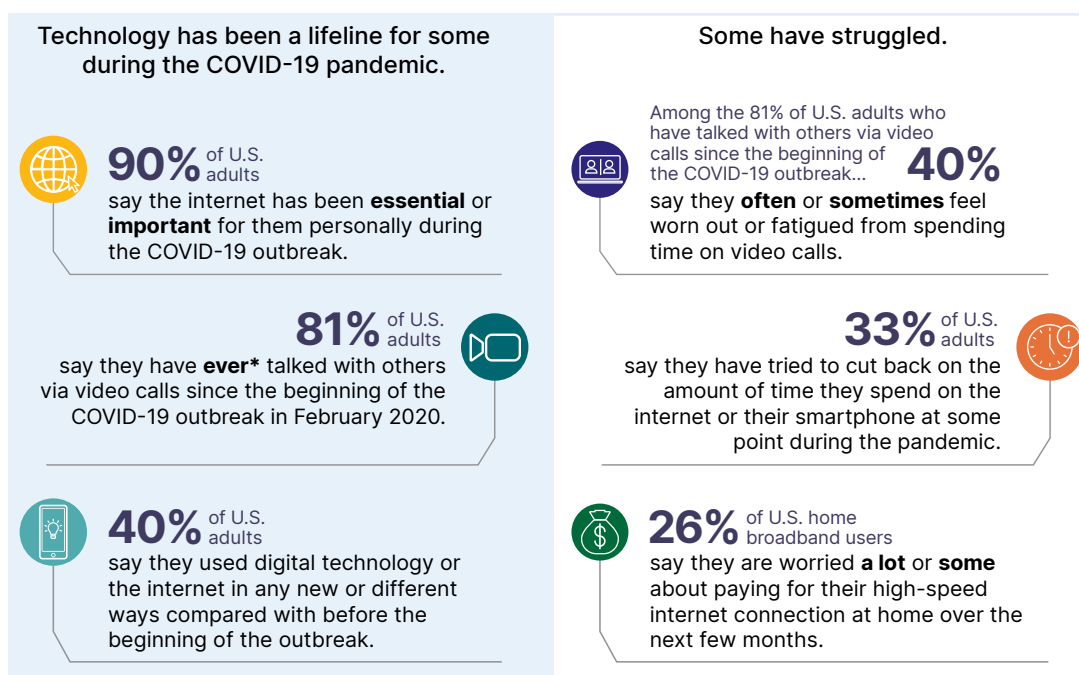 Technology has been a lifeline for some
during the COVID-19 pandemic.
90% of U.S.
adults
say the internet has been essential or
important for them personally during
the COVID-19 outbreak.
81% of U.S.
adults
say they have ever* talked with others
via video calls since the beginning of the
COVID-19 outbreak in February 2020.
40% of U.S.
adults
say they used digital technology or
the internet in any new or different
ways compared with before the
beginning of the outbreak.
Some have struggled.
Among the 81% of U.S. adults who
have talked with others via video
calls since the beginning of
the COVID-19 outbreak... 40%
say they often or sometimes feel
worn out or fatigued from spending
time on video calls.
33% of U.S.
adults
say they have tried to cut back on the
amount of time they spend on the
internet or their smartphone at some
point during the pandemic.
26% of U.S. home
broadband users
say they are worried a lot or some
about paying for their high-speed
internet connection at home over the
next few months.